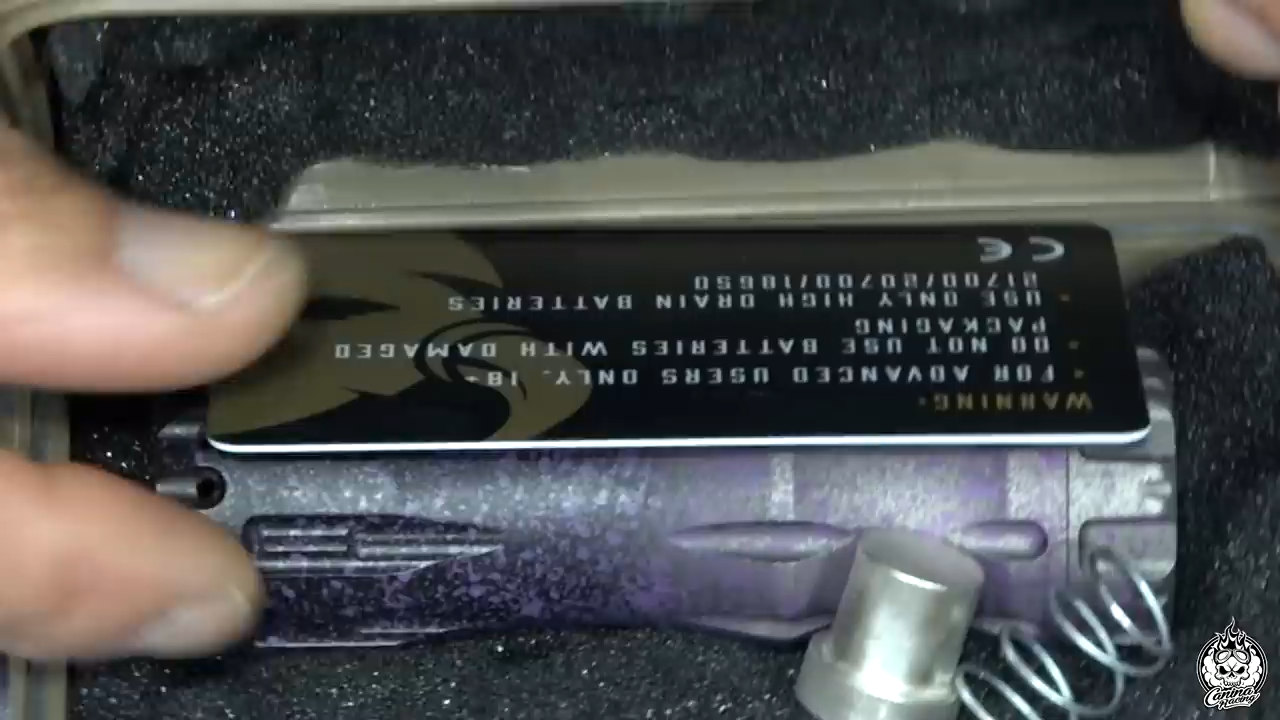 WARNING:
• FOR ADVANCED USERS ONLY. 18+
• DO NOT USE BATTERIES WITH DAMAGED
PACKAGING
• USE ONLY HIGH DRAIN BATTERIES
21700/20700/18650
CE
Racing